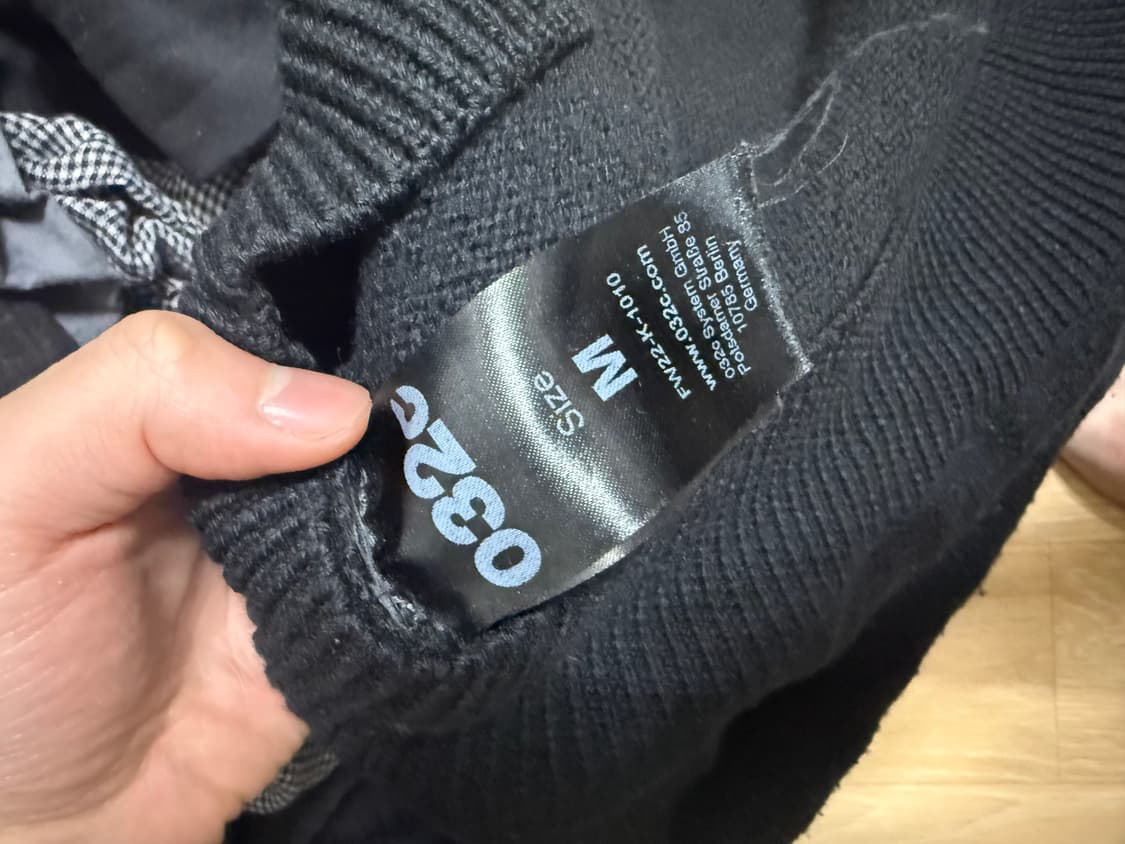 032c
Size
M
FW22-K-1010
www.032c.com
032c System GmbH
Potsdamer Straße 85
10785 Berlin
Germany